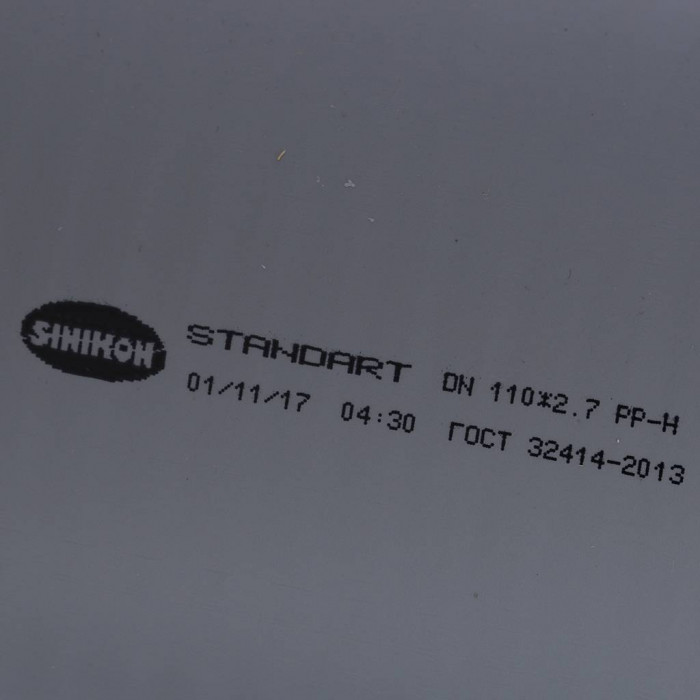 SINIKON
STANDART DN 110*2.7 PP-H
01/11/17 04:30 ГОСТ 32414-2013